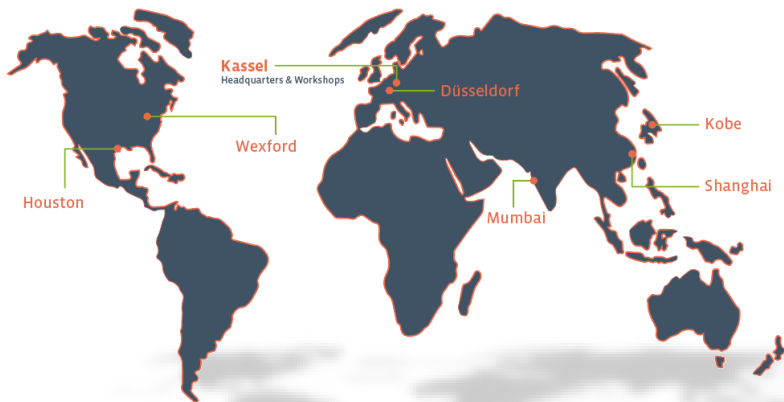 Kassel
Headquarters & Workshops
Düsseldorf
Kobe
Wexford
Shanghai
Houston
Mumbai